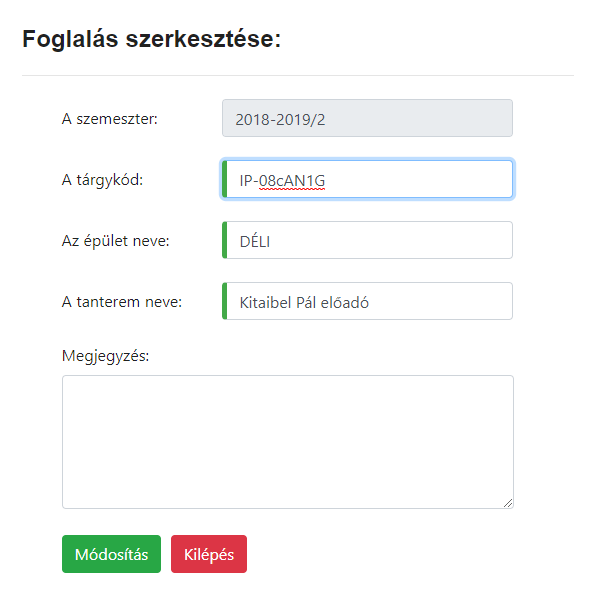 Foglalás szerkesztése:
A szemeszter: 2018-2019/2
A tárgykód: IP-08cAN1G
Az épület neve: DÉLI
A tanterem neve: Kitaibel Pál előadó
Megjegyzés:
Módosítás Kilépés